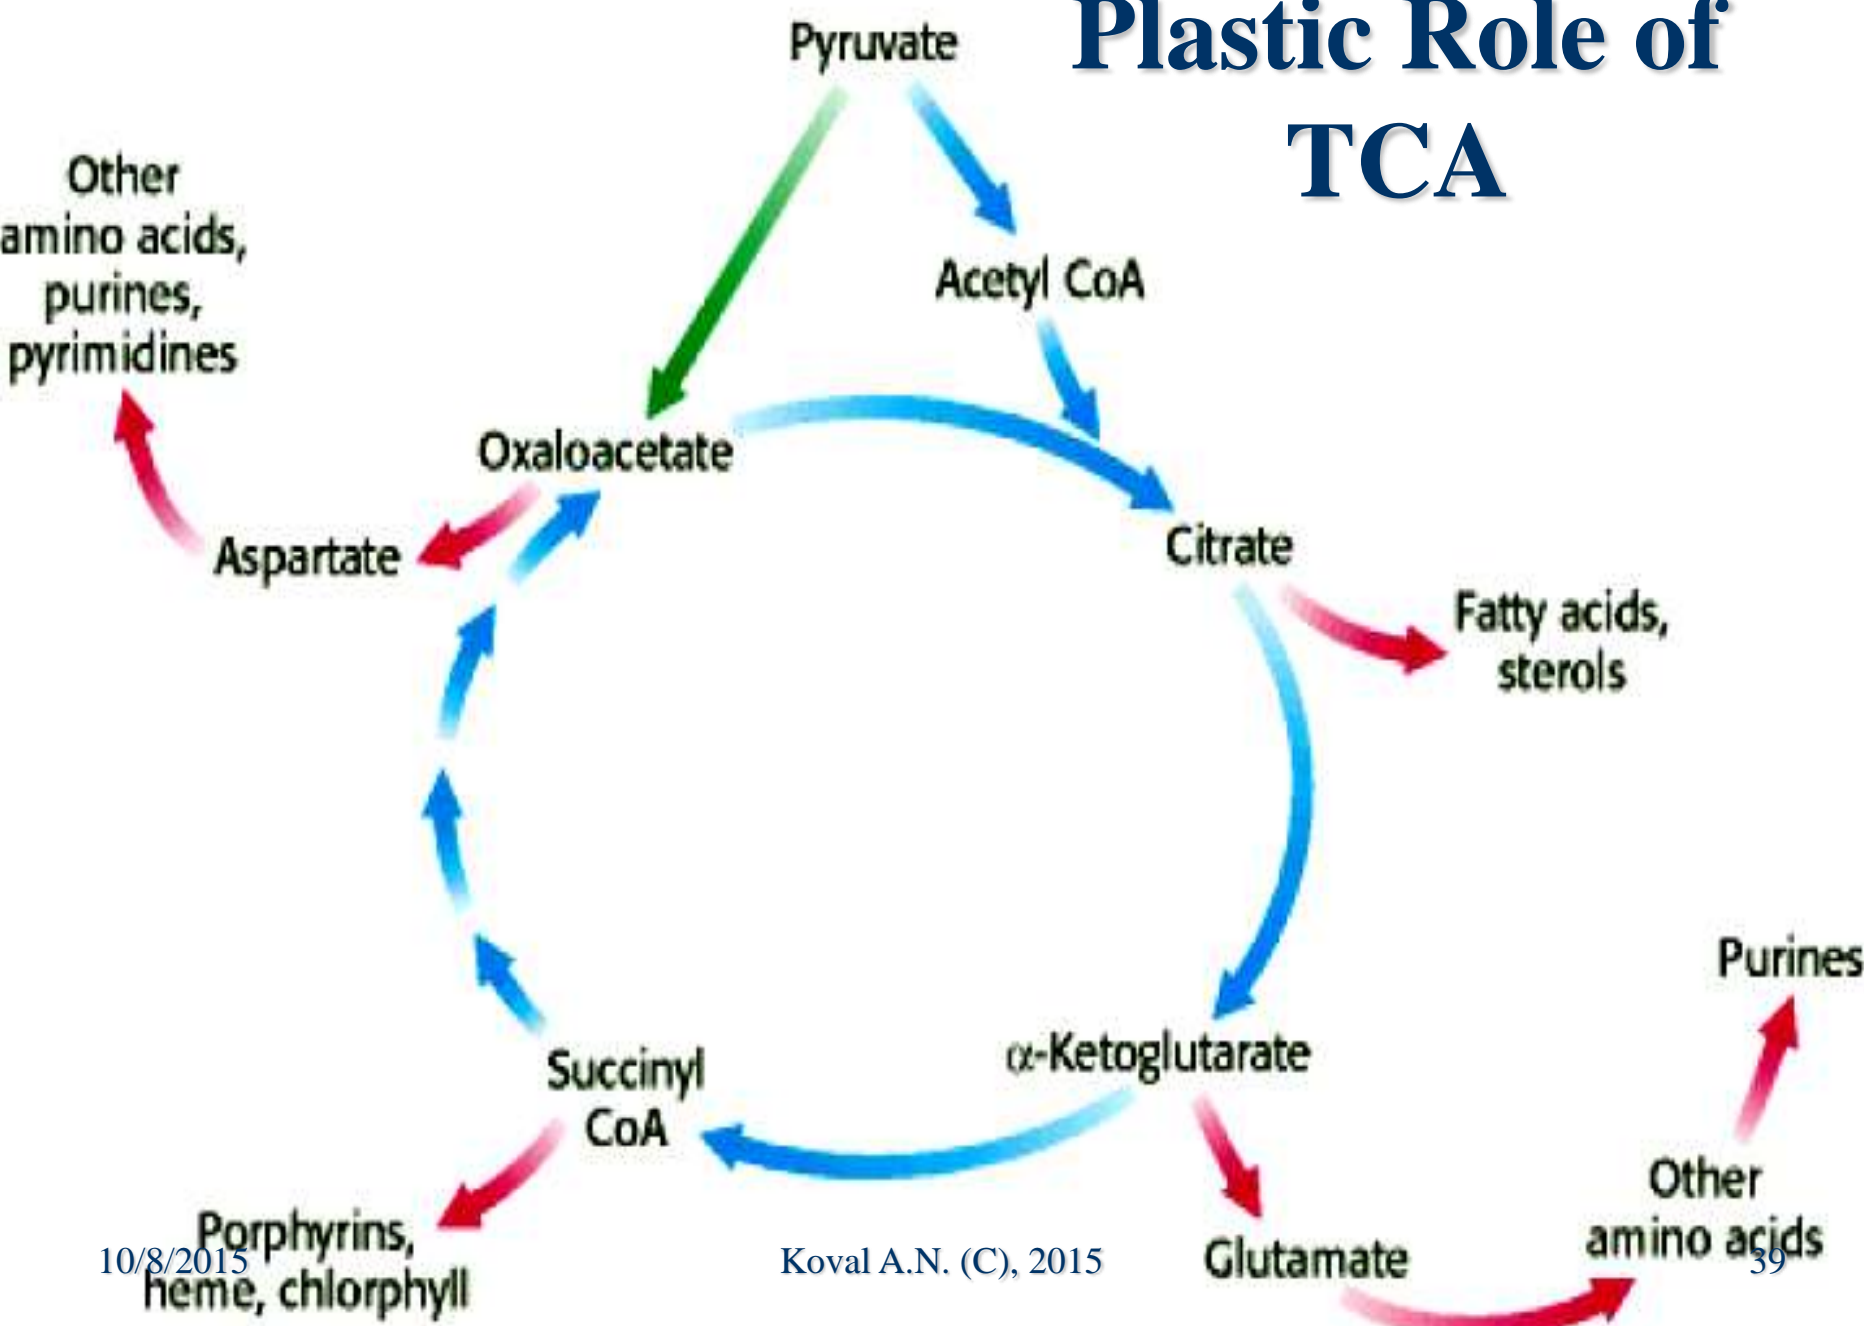 Plastic Role of
TCA
Pyruvate
Acetyl CoA
Other
amino acids,
purines,
pyrimidines
Oxaloacetate
Aspartate
Citrate
Fatty acids,
sterols
Purines
α-Ketoglutarate
Succinyl
CoA
Other
amino acids
Glutamate
Porphyrins,
heme, chlorphyll
10/8/2015
Koval A.N. (C), 2015
39